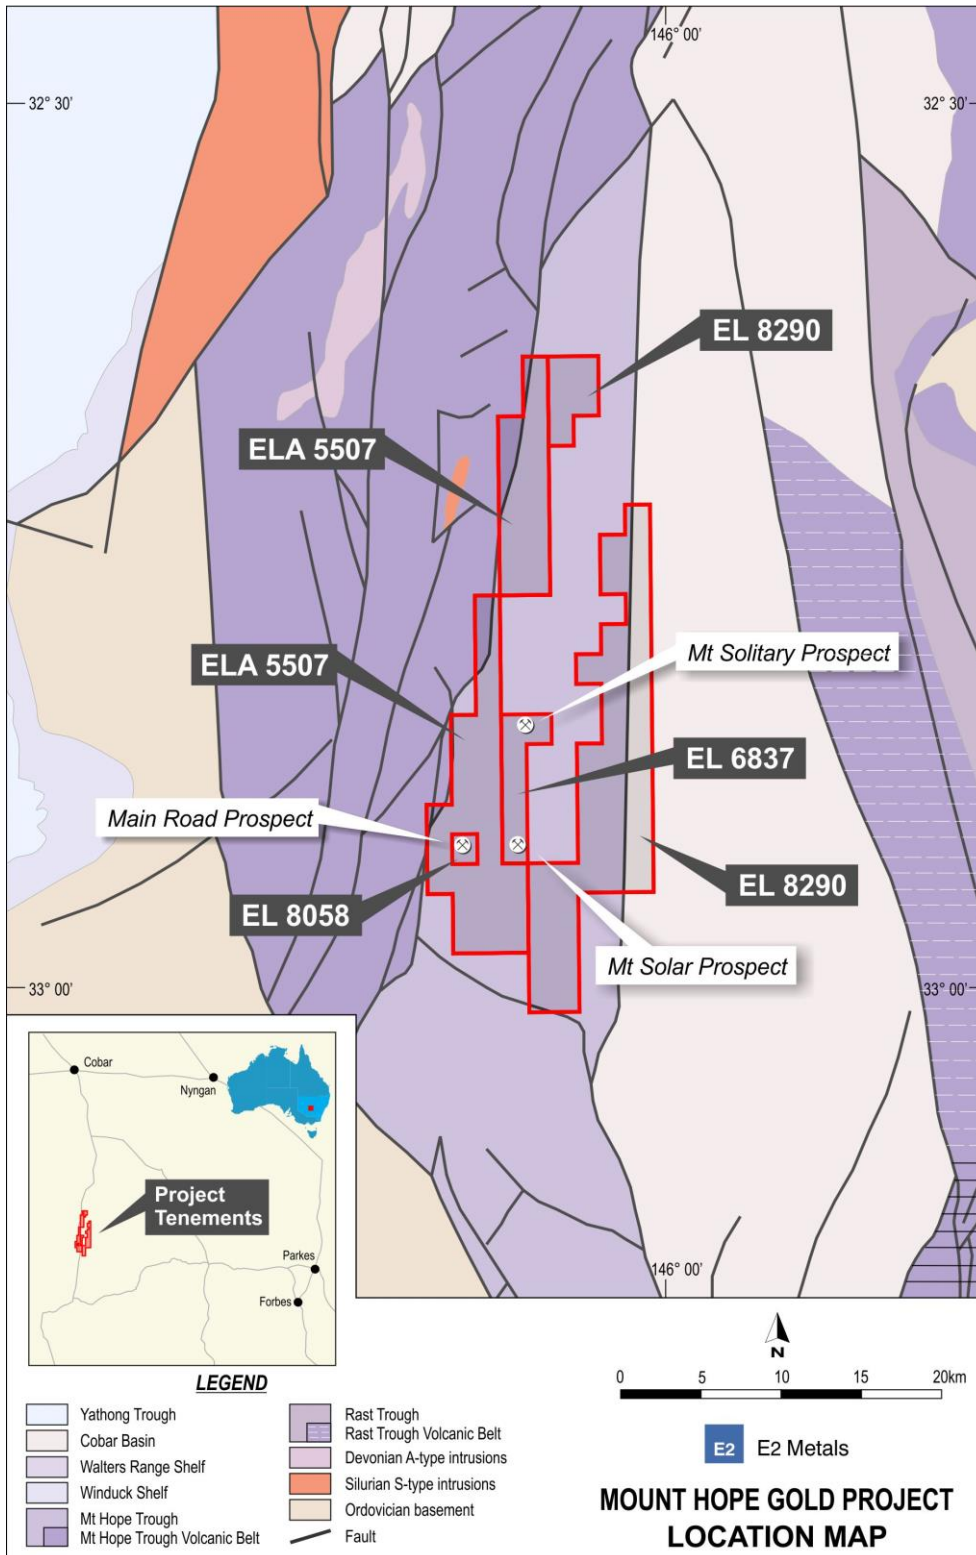 146° 00'
32° 30'
32° 30'
EL 8290
ELA 5507
ELA 5507
Mt Solitary Prospect
EL 6837
Main Road Prospect
EL 8290
EL 8058
Mt Solar Prospect
33° 00'
33° 00'
Cobar
Nyngan
Project
Tenements
Parkes
Forbes
146° 00'
N
LEGEND
Yathong Trough
Cobar Basin
Walters Range Shelf
Winduck Shelf
Mt Hope Trough
Mt Hope Trough Volcanic Belt
Rast Trough
Rast Trough Volcanic Belt
Devonian A-type intrusions
Silurian S-type intrusions
Ordovician basement
Fault
0 5 10 15 20km
E2 E2 Metals
MOUNT HOPE GOLD PROJECT
LOCATION MAP